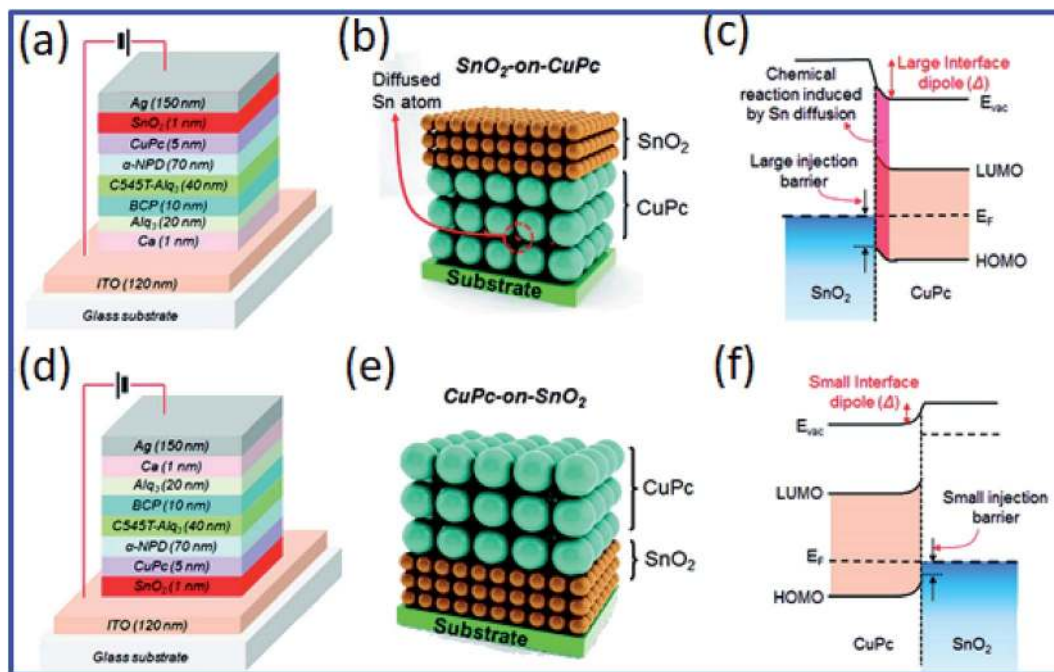 (a)
Ag (150 nm)
SnO₂ (1 nm)
CuPc (5 nm)
α-NPD (70 nm)
C545T-Alq₃ (40 nm)
BCP (10 nm)
Alq₃ (20 nm)
Ca (1 nm)
ITO (120 nm)
Glass substrate
(b)
SnO₂-on-CuPc
Diffused
Sn atom
SnO₂
CuPc
Substrate
(c)
Chemical
reaction induced
by Sn diffusion
Large Interface
dipole (Δ)
Evac
Large injection
barrier
LUMO
EF
HOMO
SnO₂
CuPc
(d)
Ag (150 nm)
Ca (1 nm)
Alq₃ (20 nm)
BCP (10 nm)
C545T-Alq₃ (40 nm)
α-NPD (70 nm)
CuPc (5 nm)
SnO₂ (1 nm)
ITO (120 nm)
Glass substrate
(e)
CuPc-on-SnO₂
CuPc
SnO₂
Substrate
(f)
Small Interface
dipole (Δ)
Evac
LUMO
Small injection
barrier
EF
HOMO
CuPc
SnO₂